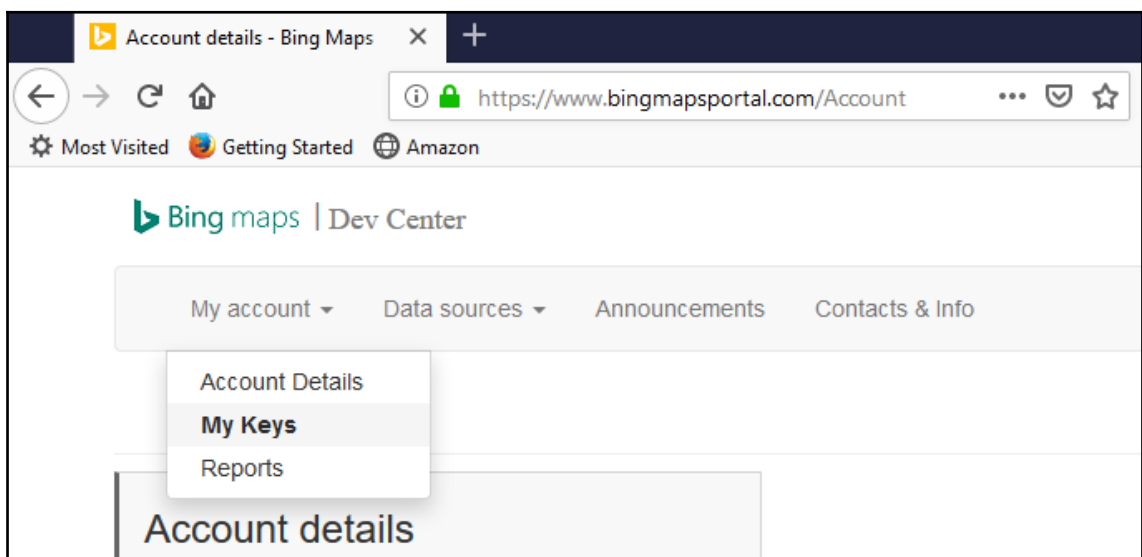 Account details - Bing Maps
https://www.bingmapsportal.com/Account
Most Visited Getting Started Amazon
Bing maps | Dev Center
My account Data sources Announcements Contacts & Info
Account Details
My Keys
Reports
Account details